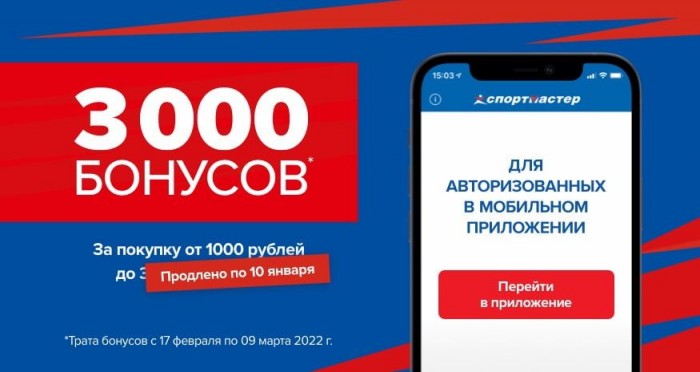 3 000
БОНУСОВ*
За покупку от 1000 рублей
до
Продлено по 10 января
*Трата бонусов с 17 февраля по 09 марта 2022 г.
15:03
спортмастер
ДЛЯ
АВТОРИЗОВАННЫХ
В МОБИЛЬНОМ
ПРИЛОЖЕНИИ
Перейти
в приложение